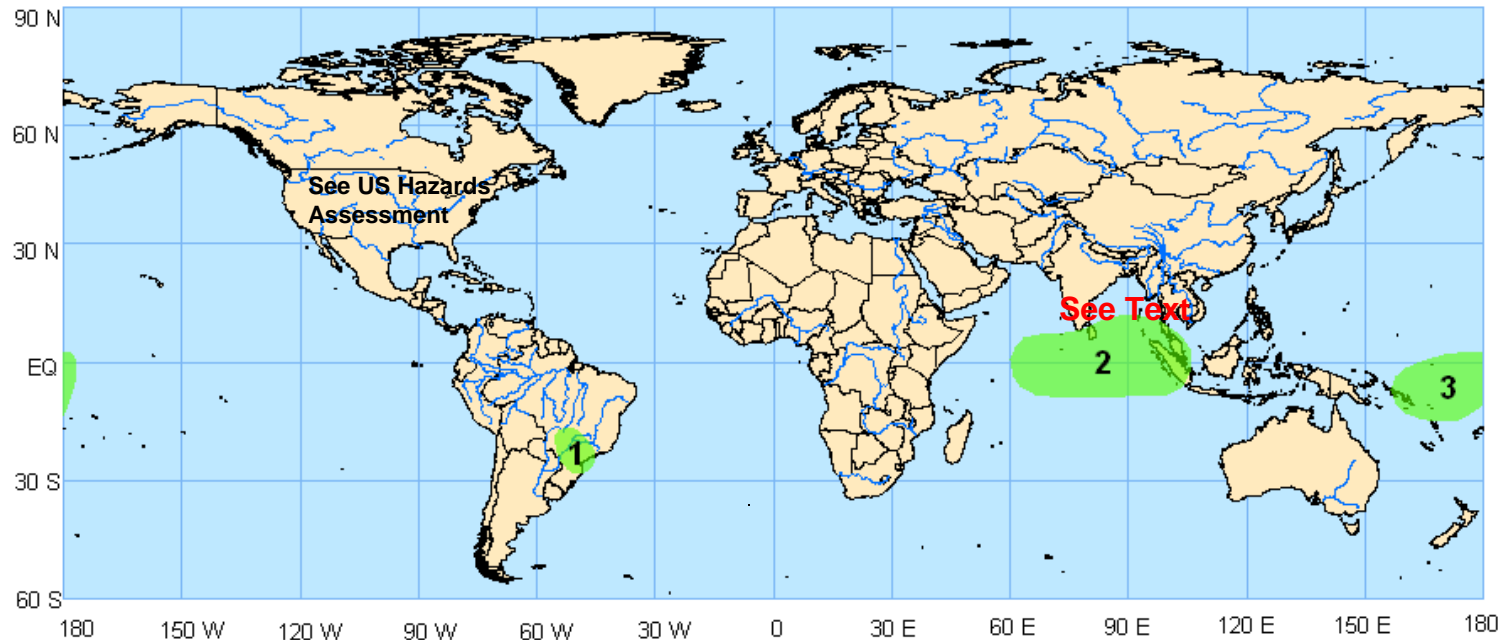 90 N
60 N
30 N
EQ
30 S
60 S
See US Hazards
Assessment
See Text
1
2
3
180 150 W 120 W 90 W 60 W 30 W 0 30 E 60 E 90 E 120 E 150 E 180